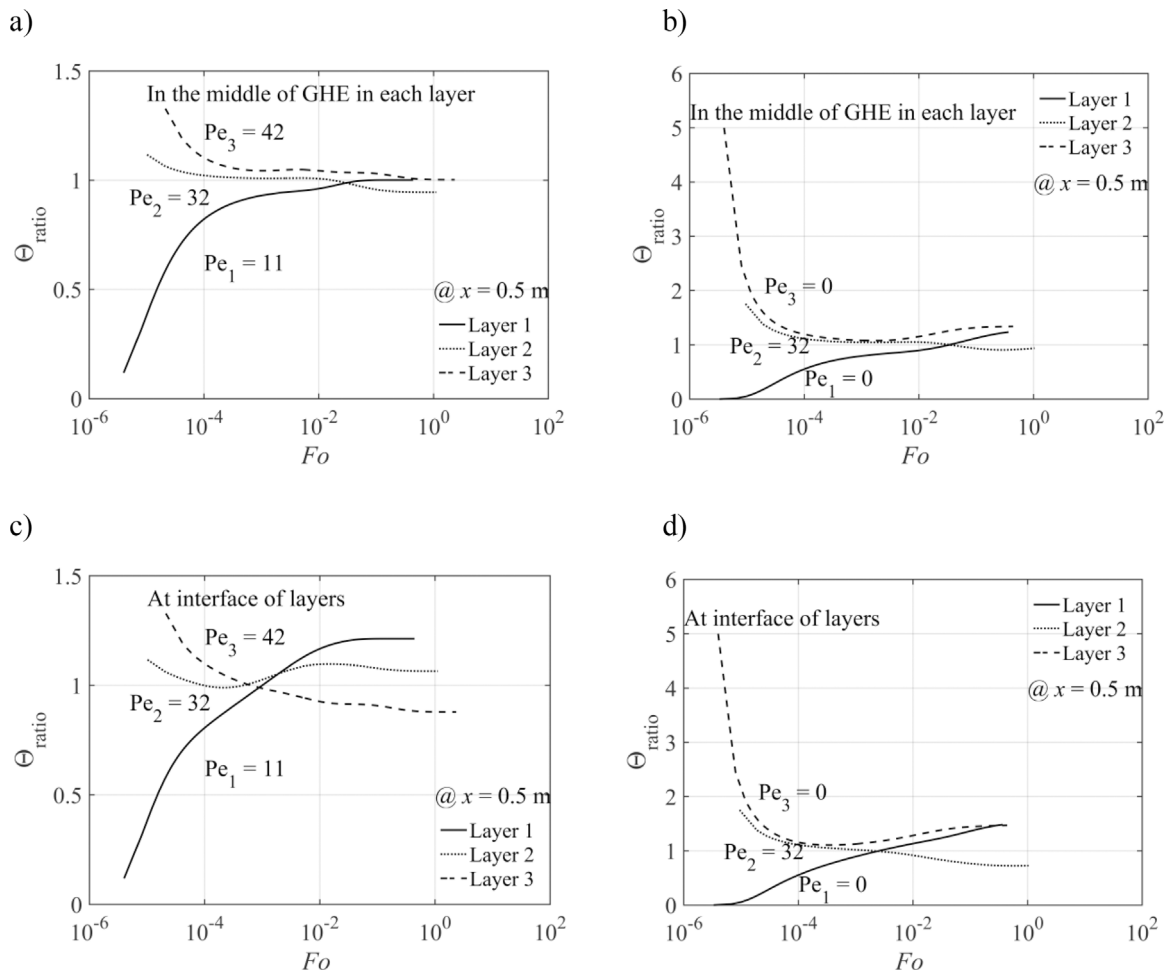 a)
1.5
1
0.5
0
Θratio
In the middle of GHE in each layer
Pe3 = 42
Pe2 = 32
Pe1 = 11
@ x = 0.5 m
Layer 1
Layer 2
Layer 3
10-6
10-4
10-2
100
102
Fo
b)
6
5
4
3
2
1
0
Θratio
In the middle of GHE in each layer
Layer 1
Layer 2
Layer 3
@ x = 0.5 m
Pe3 = 0
Pe2 = 32
Pe1 = 0
10-6
10-4
10-2
100
102
Fo
c)
1.5
1
0.5
0
Θratio
At interface of layers
Pe3 = 42
Pe2 = 32
Pe1 = 11
@ x = 0.5 m
Layer 1
Layer 2
Layer 3
10-6
10-4
10-2
100
102
Fo
d)
6
5
4
3
2
1
0
Θratio
At interface of layers
Layer 1
Layer 2
Layer 3
@ x = 0.5 m
Pe3 = 0
Pe2 = 32
Pe1 = 0
10-6
10-4
10-2
100
102
Fo